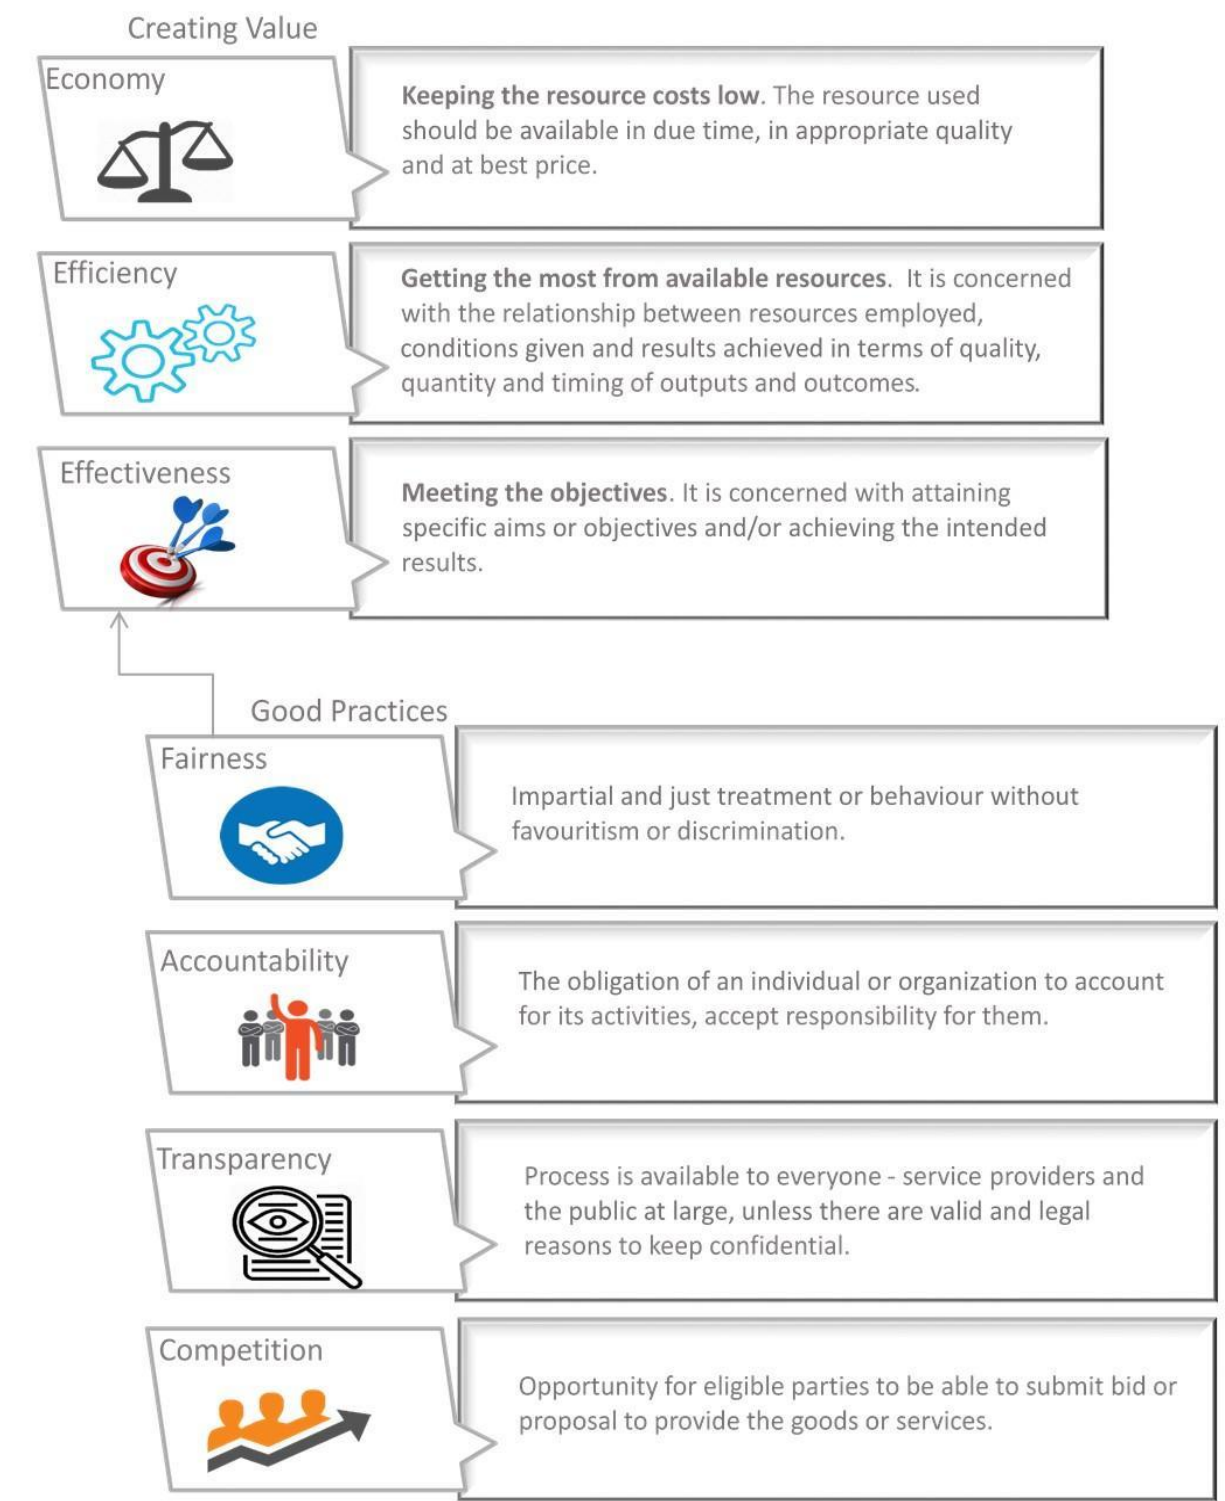 Creating Value
Economy
Keeping the resource costs low. The resource used
should be available in due time, in appropriate quality
and at best price.
Efficiency
Getting the most from available resources.  It is concerned
with the relationship between resources employed,
conditions given and results achieved in terms of quality,
quantity and timing of outputs and outcomes.
Effectiveness
Meeting the objectives. It is concerned with attaining
specific aims or objectives and/or achieving the intended
results.
Good Practices
Fairness
Impartial and just treatment or behaviour without
favouritism or discrimination.
Accountability
The obligation of an individual or organization to account
for its activities, accept responsibility for them.
Transparency
Process is available to everyone - service providers and
the public at large, unless there are valid and legal
reasons to keep confidential.
Competition
Opportunity for eligible parties to be able to submit bid or
proposal to provide the goods or services.